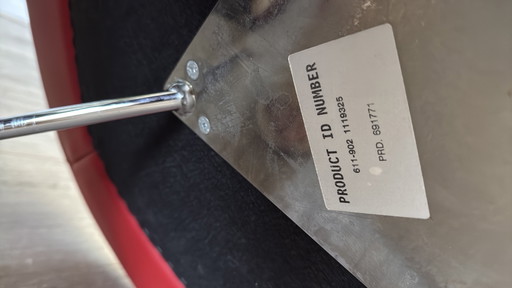 PRODUCT ID NUMBER
611-902 1119325
PRD. 691771